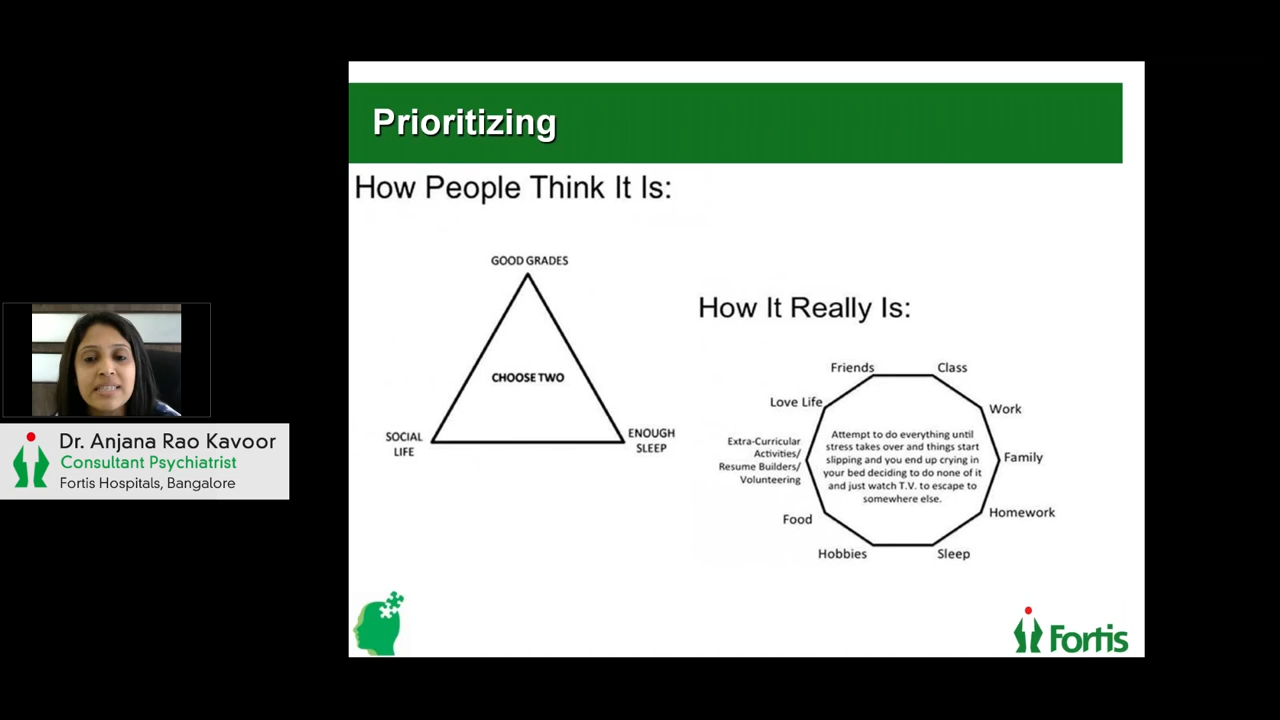 Prioritizing
How People Think It Is:
GOOD GRADES
CHOOSE TWO
SOCIAL
LIFE
ENOUGH
SLEEP
How It Really Is:
Friends
Class
Love Life
Work
Extra-Curricular
Activities/
Resume Builders/
Volunteering
Family
Food
Homework
Hobbies
Sleep
Attempt to do everything until
stress takes over and things start
slipping and you end up crying in
your bed deciding to do none of it
and just watch T.V. to escape to
somewhere else.
Dr. Anjana Rao Kavoor
Consultant Psychiatrist
Fortis Hospitals, Bangalore
Fortis